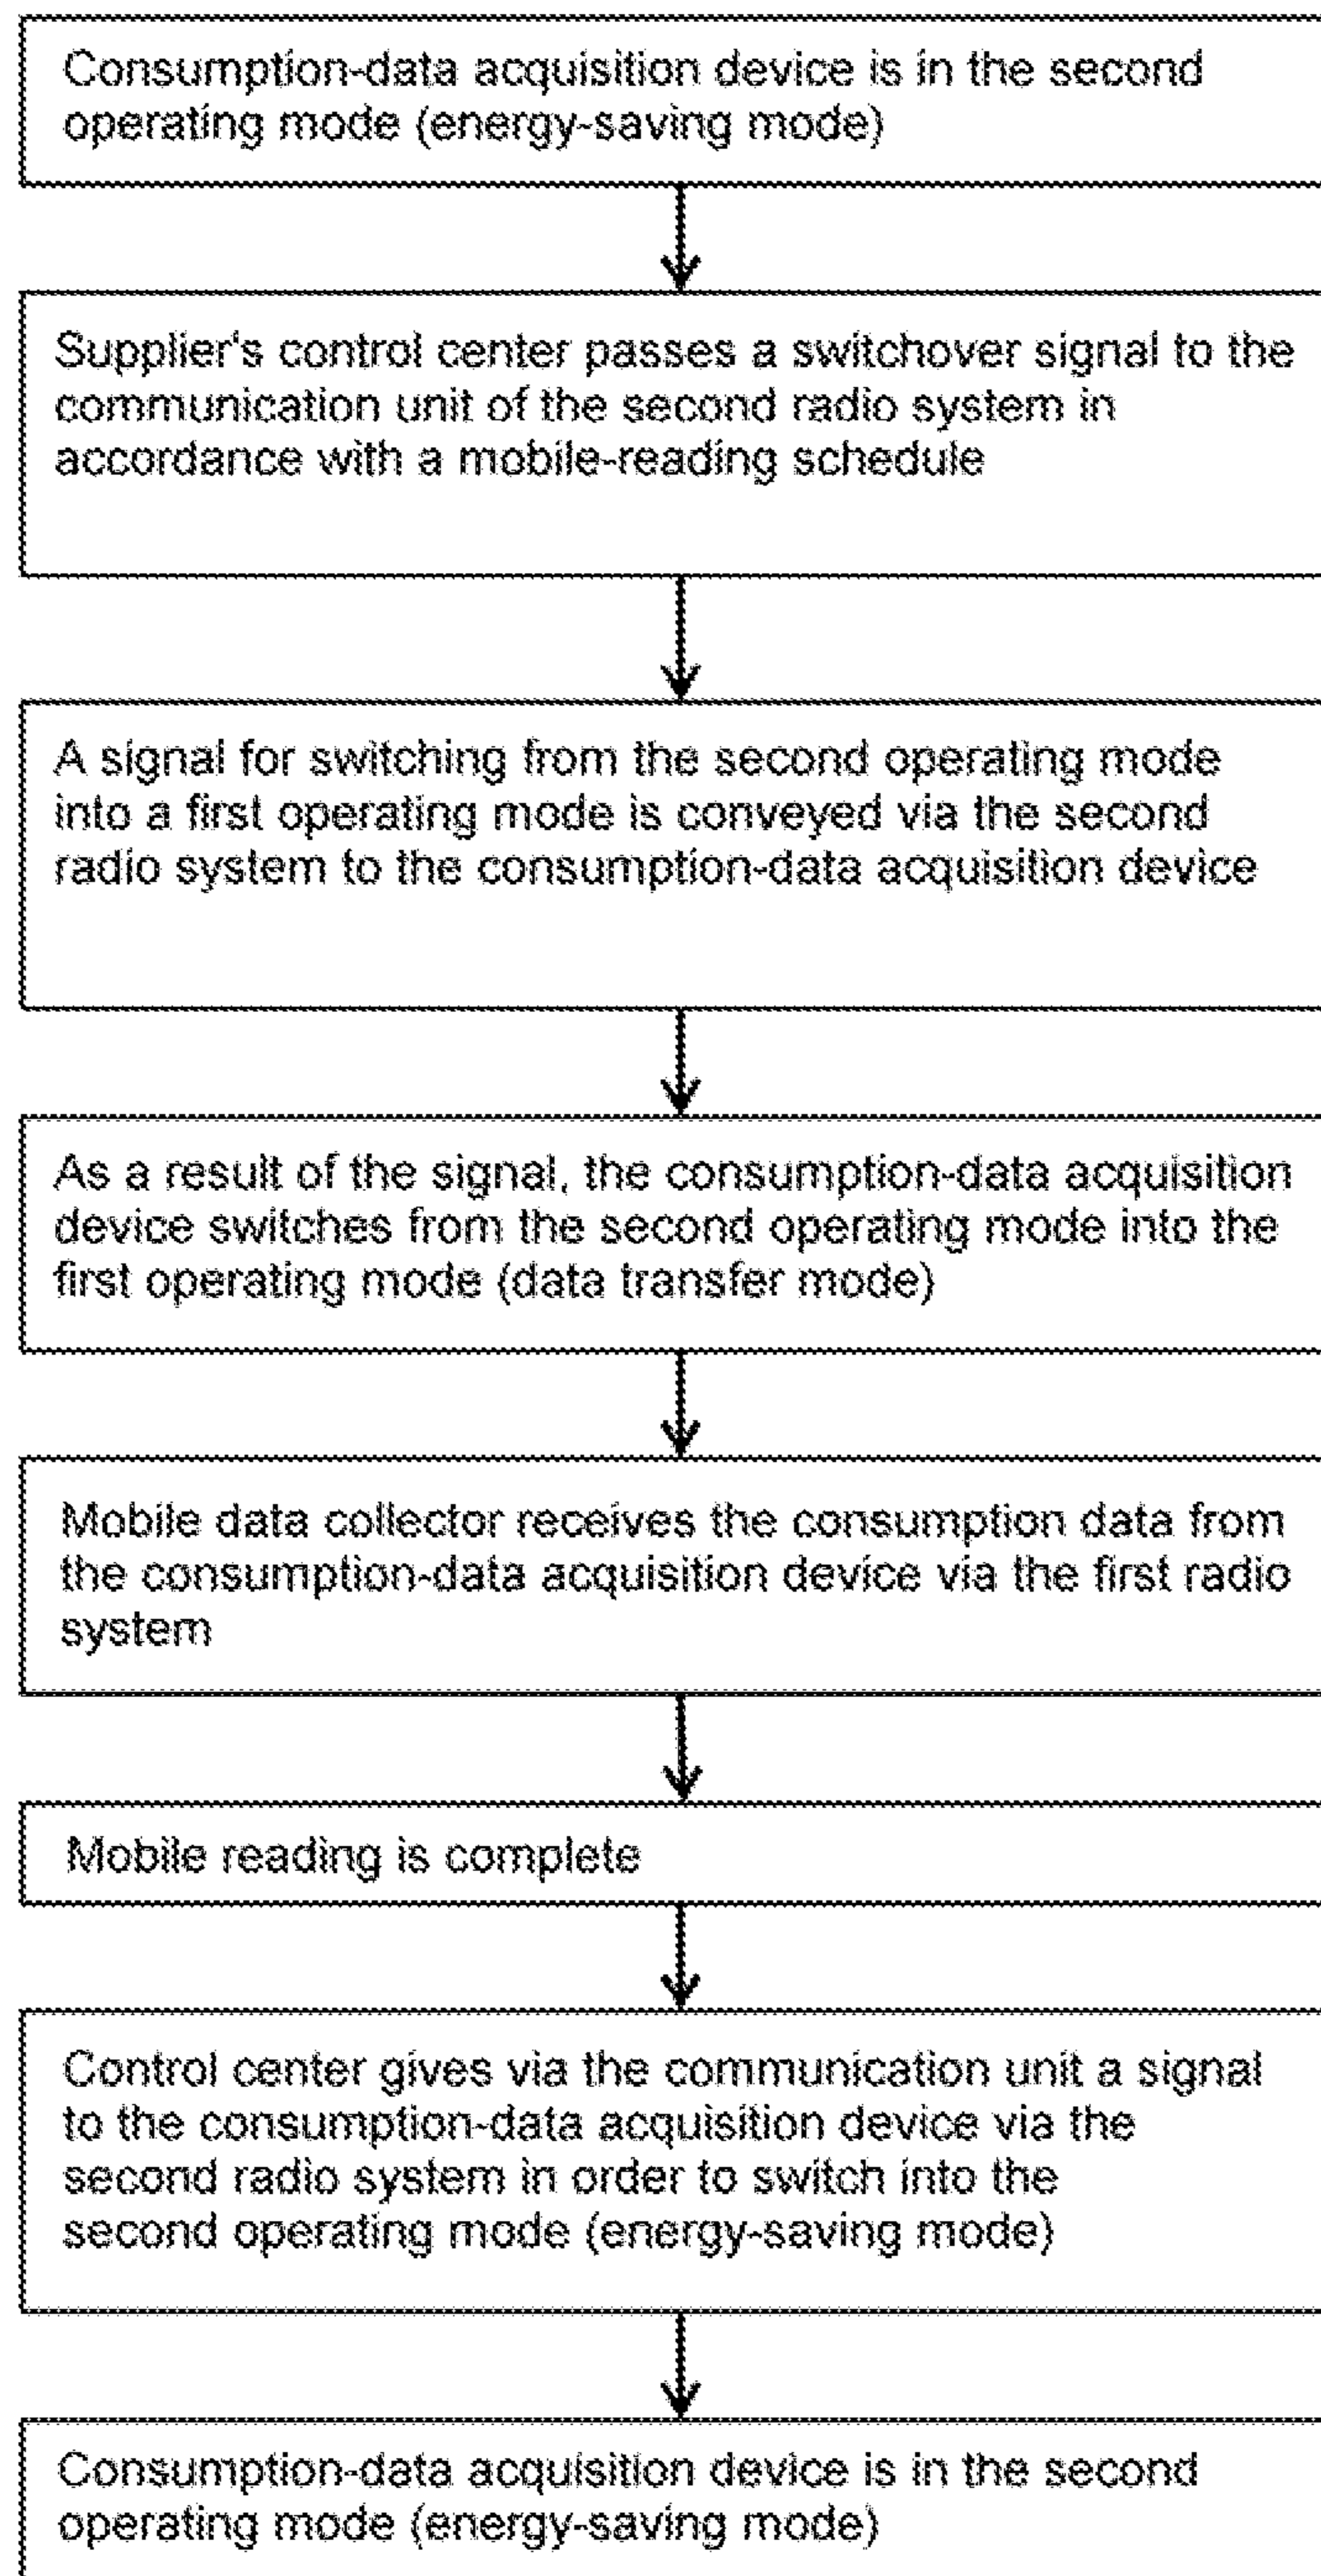 Consumption-data acquisition device is in the second
operating mode (energy-saving mode)
Supplier's control center passes a switchover signal to the
communication unit of the second radio system in
accordance with a mobile-reading schedule
A signal for switching from the second operating mode
into a first operating mode is conveyed via the second
radio system to the consumption-data acquisition device
As a result of the signal, the consumption-data acquisition
device switches from the second operating mode into the
first operating mode (data transfer mode)
Mobile data collector receives the consumption data from
the consumption-data acquisition device via the first radio
system
Mobile reading is complete
Control center gives via the communication unit a signal
to the consumption-data acquisition device via the
second radio system in order to switch into the
second operating mode (energy-saving mode)
Consumption-data acquisition device is in the second
operating mode (energy-saving mode)